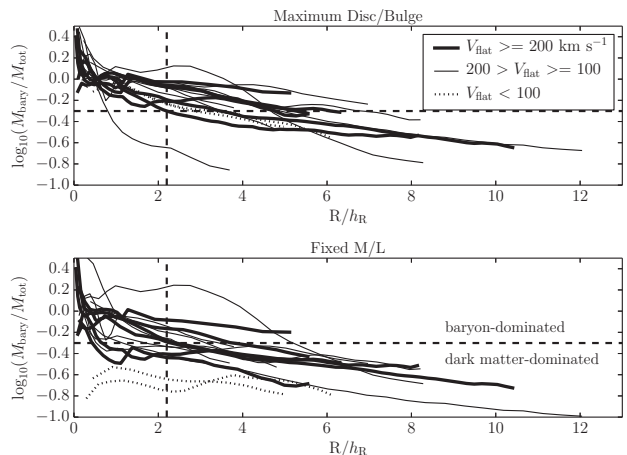 Maximum Disc/Bulge
V_flat >= 200 km s⁻¹
200 > V_flat >= 100
V_flat < 100
log₁₀(M_bary/M_tot)
0.4
0.2
0.0
−0.2
−0.4
−0.6
−0.8
−1.0
0 2 4 6 8 10 12
R/h_R
Fixed M/L
log₁₀(M_bary/M_tot)
0.4
0.2
0.0
−0.2
−0.4
−0.6
−0.8
−1.0
baryon-dominated
dark matter-dominated
0 2 4 6 8 10 12
R/h_R